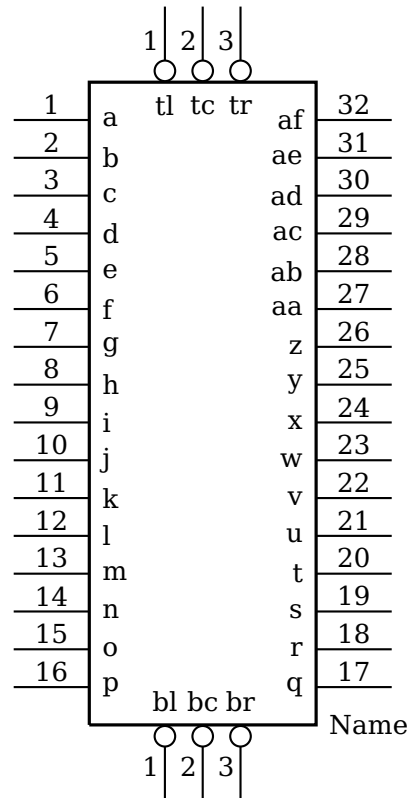 1 2 3
tl tc tr
1 a af 32
2 b ae 31
3 c ad 30
4 d ac 29
5 e ab 28
6 f aa 27
7 g z 26
8 h y 25
9 i x 24
10 j w 23
11 k v 22
12 l u 21
13 m t 20
14 n s 19
15 o r 18
16 p q 17
bl bc br
Name
1 2 3